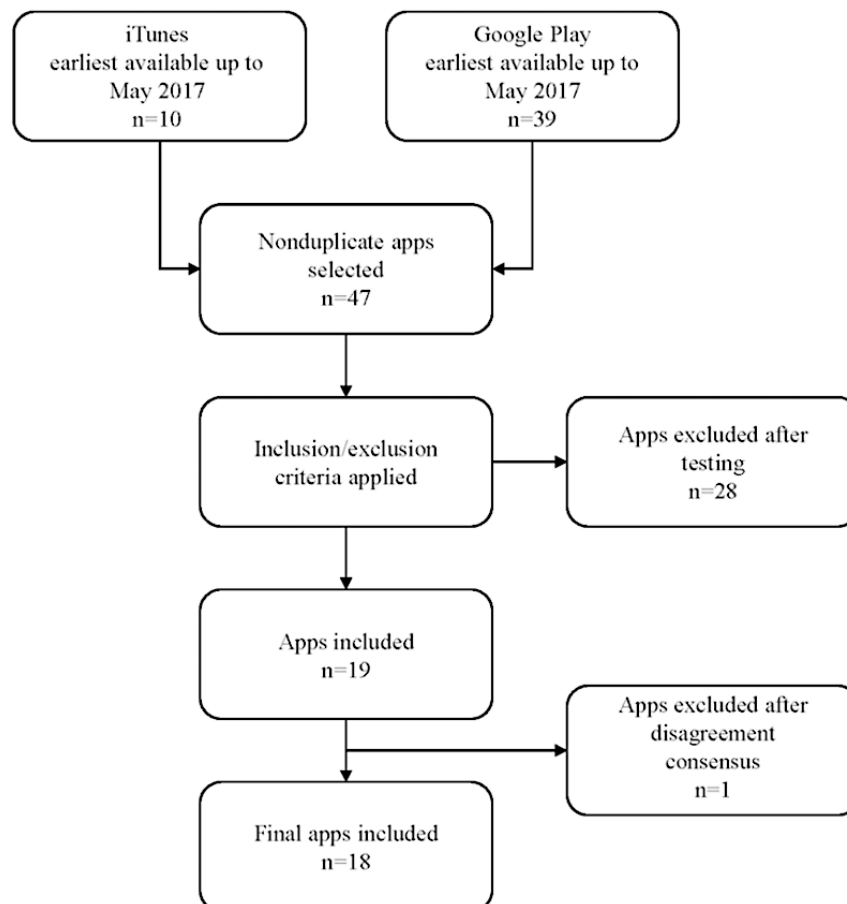 iTunes
earliest available up to
May 2017
n=10
Google Play
earliest available up to
May 2017
n=39
Nonduplicate apps
selected
n=47
Inclusion/exclusion
criteria applied
Apps excluded after
testing
n=28
Apps included
n=19
Apps excluded after
disagreement
consensus
n=1
Final apps included
n=18